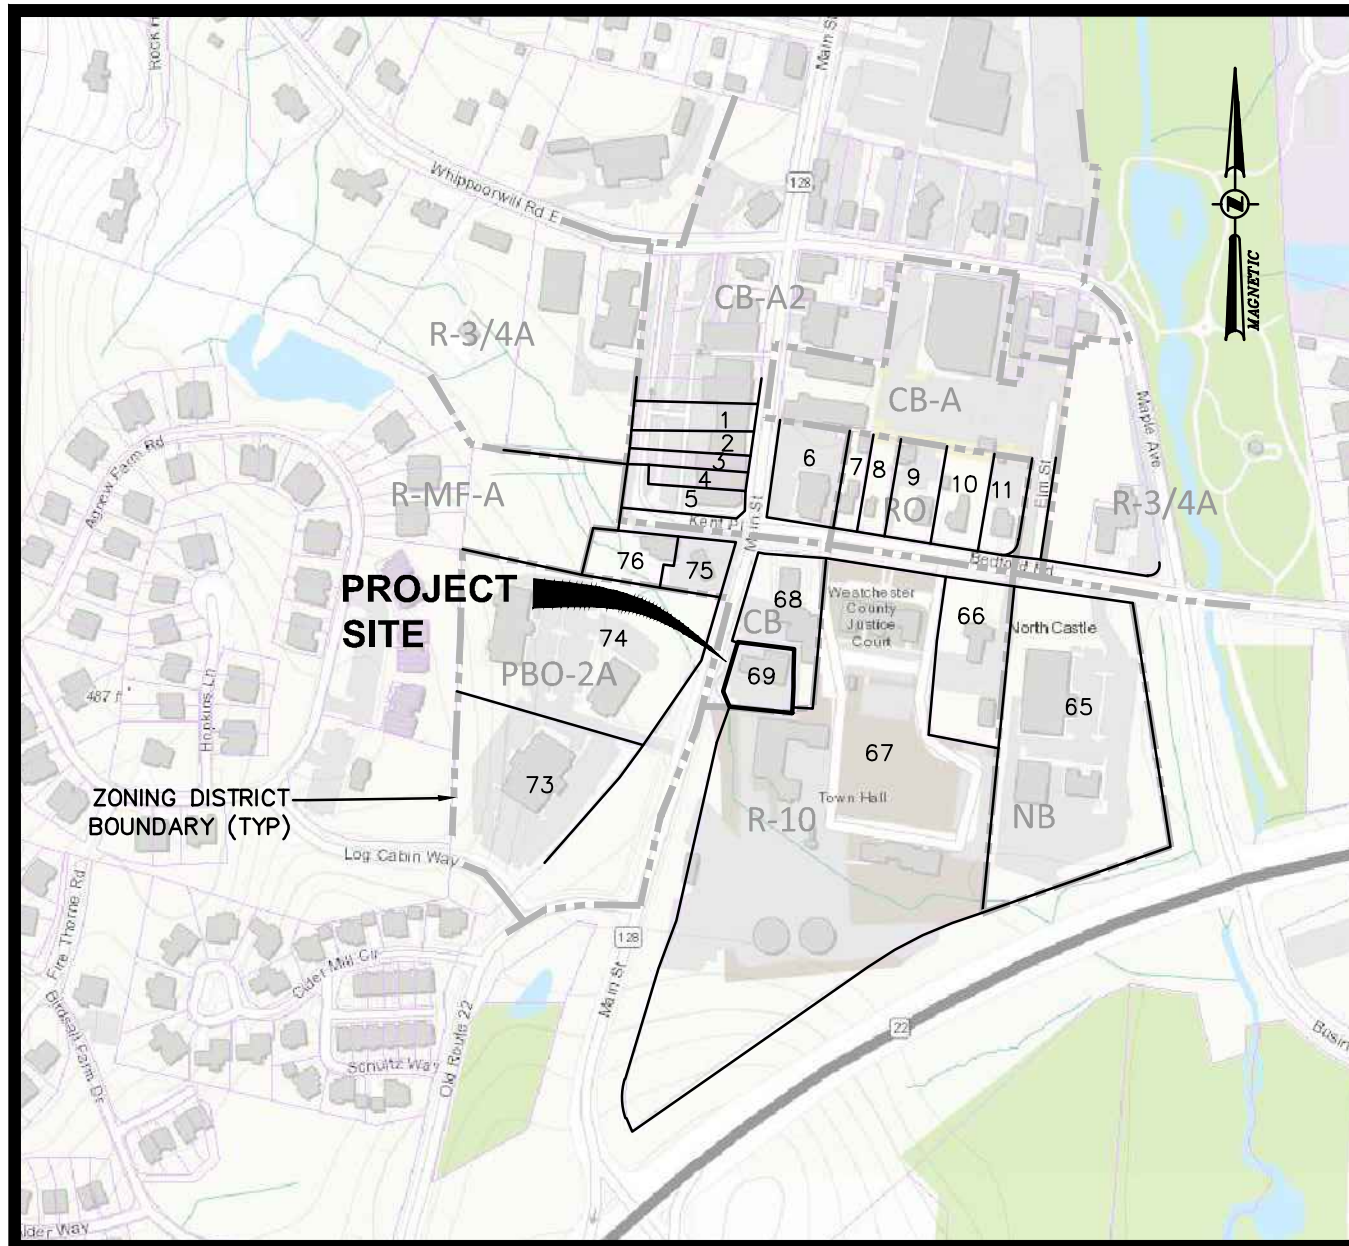 Rock H
Main St
Whippoorwill Rd E
128
Z
MAGNETIC
CB-A2
R-3/4A
CB-A
Maple Ave
1
2
3
4
5
6
7
8
9
10
11
Agnew Farm Rd
R-MF-A
RO
Elm St
R-3/4A
Kent Pl
Main St
Bedford Rd
76
75
PROJECT
SITE
74
68
CB
Westchester
County
Justice
Court
66
North Castle
PBO-2A
69
487 ft
Hopkins Ln
65
67
73
Town Hall
ZONING DISTRICT
BOUNDARY (TYP)
R-10
NB
Log Cabin Way
Fire Thorne Rd
128
Cider Mill Cir
Main St
Old Route 22
22
Birdsall Farm Dr
Schultz Way
Busin
lder Way